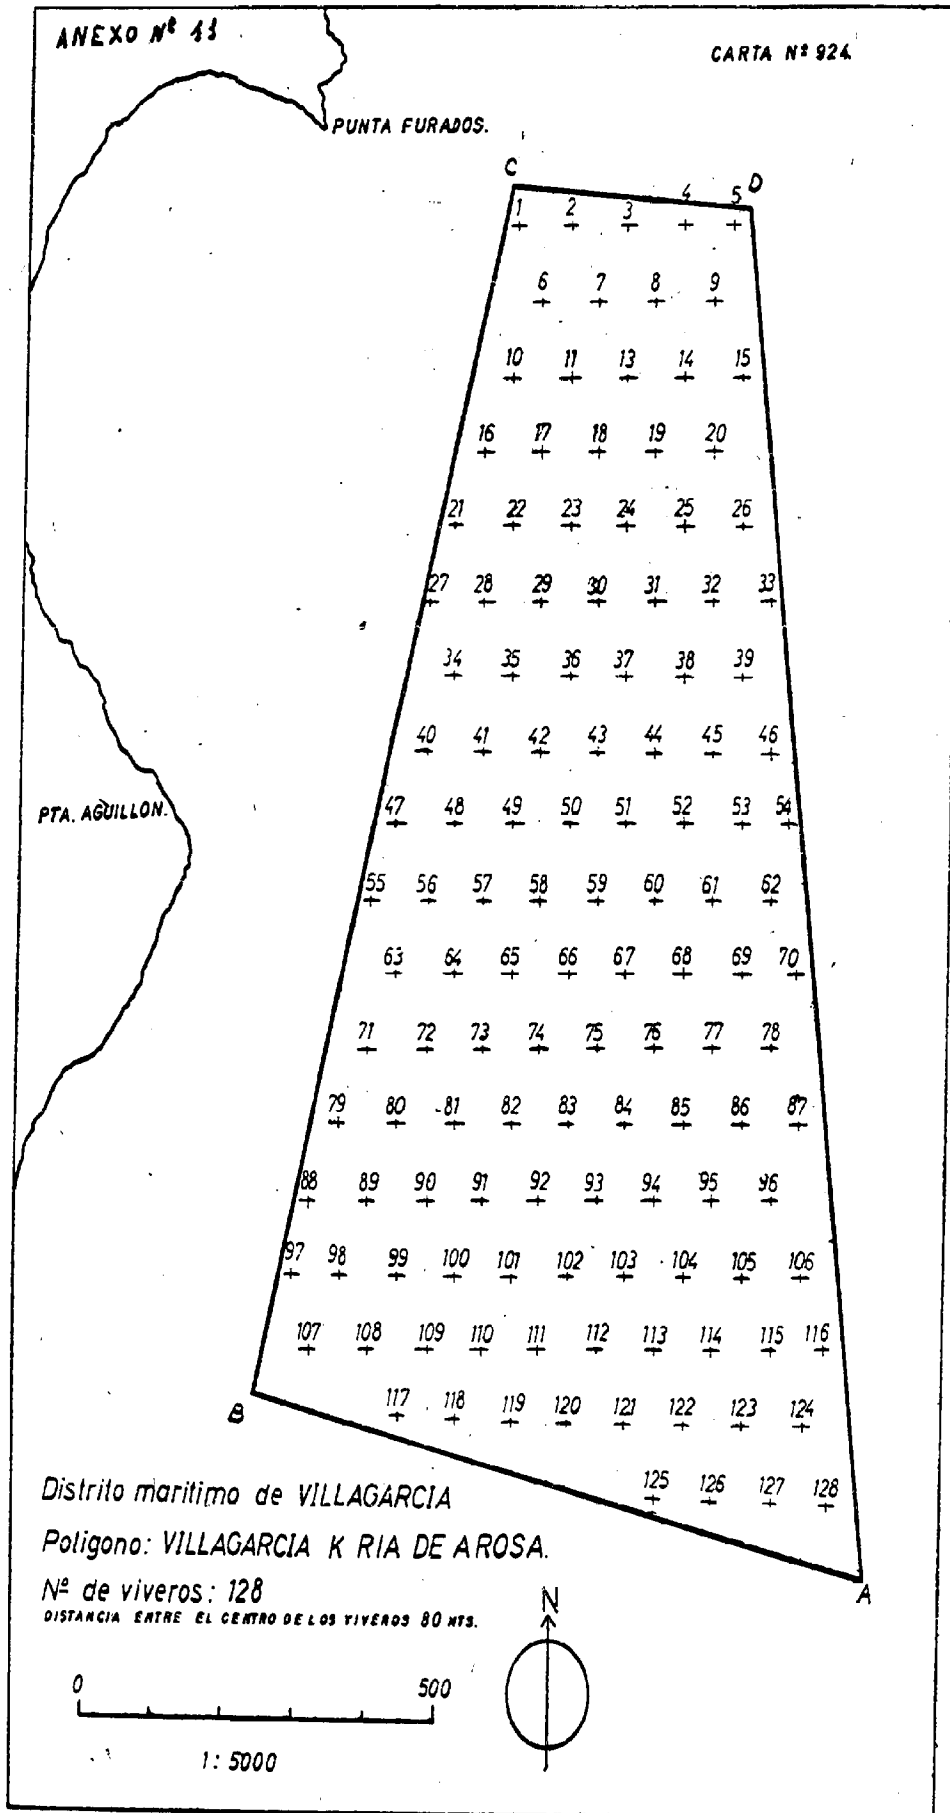 ANEXO Nº 11
CARTA Nº 924.
PUNTA FURADOS.
C
D
1 2 3 4 5
6 7 8 9
10 11 13 14 15
16 17 18 19 20
21 22 23 24 25 26
27 28 29 30 31 32 33
34 35 36 37 38 39
40 41 42 43 44 45 46
PTA. AGUILLON.
47 48 49 50 51 52 53 54
55 56 57 58 59 60 61 62
63 64 65 66 67 68 69 70
71 72 73 74 75 76 77 78
79 80 81 82 83 84 85 86 87
88 89 90 91 92 93 94 95 96
97 98 99 100 101 102 103 104 105 106
107 108 109 110 111 112 113 114 115 116
B
117 118 119 120 121 122 123 124
125 126 127 128
A
Distrito maritimo de VILLAGARCIA
Poligono: VILLAGARCIA K RIA DE AROSA.
Nº de viveros: 128
DISTANCIA ENTRE EL CENTRO DE LOS VIVEROS 80 MTS.
N
0 500
1: 5000